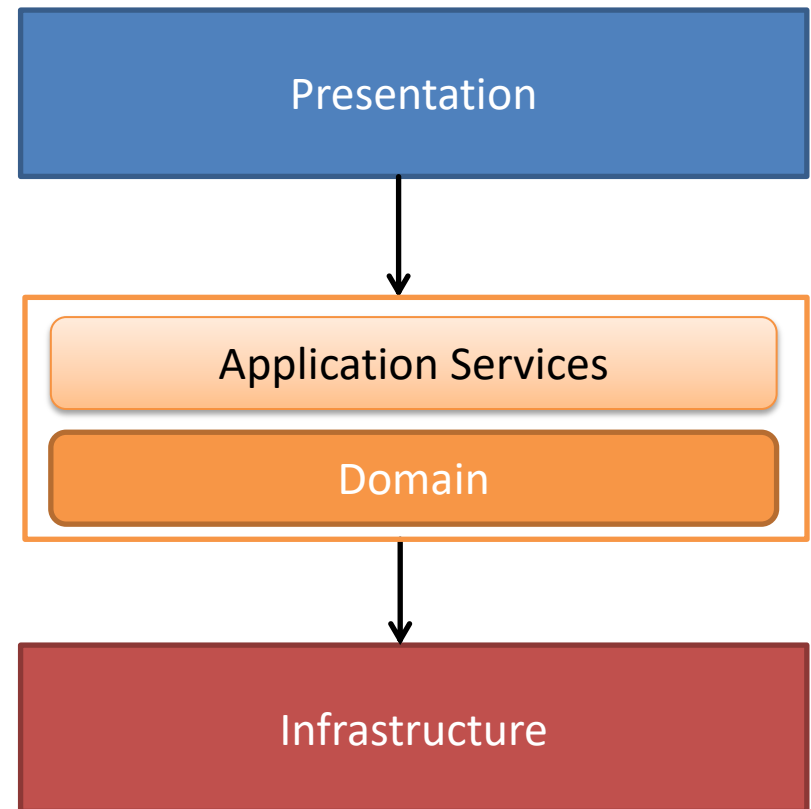 Presentation
Application Services
Domain
Infrastructure